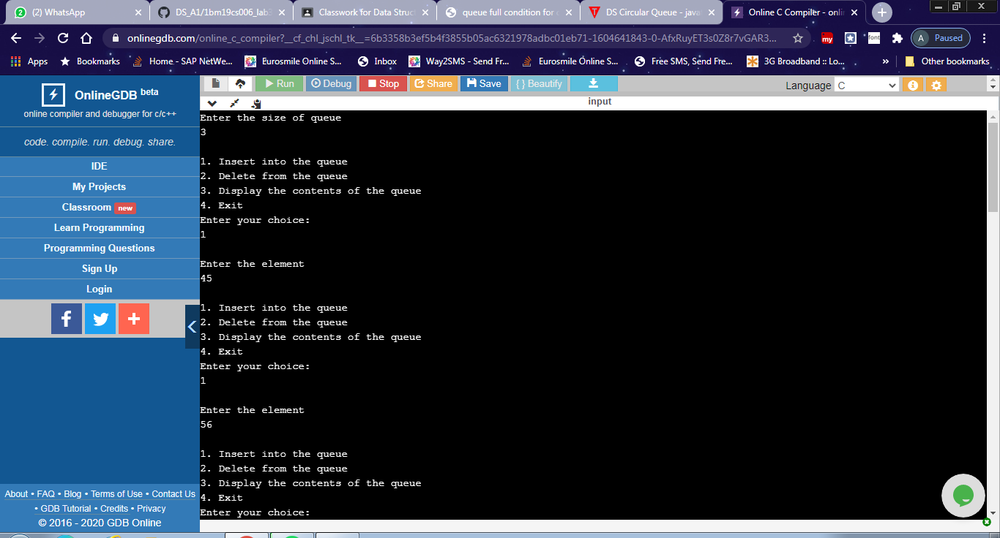 (2) WhatsApp
DS_A1/1bm19cs006_lab
Classwork for Data Struc
queue full condition for
DS Circular Queue - java
Online C Compiler - onli
onlinegdb.com/online_c_compiler?__cf_chl_jschl_tk__=6b3358b3ef5b4f3855b05ac6321978adbc01eb71-1604641843-0-AfxRuyET3s0Z8r7vGAR3...
my
font
A Paused
Apps
Bookmarks
Home - SAP NetWe...
Eurosmile Online S...
Inbox
Way2SMS - Send Fr...
Eurosmile Online S...
Free SMS, Send Fre...
3G Broadband :: Lo...
»
Other bookmarks
OnlineGDB beta
online compiler and debugger for c/c++
code. compile. run. debug. share.
IDE
My Projects
Classroom new
Learn Programming
Programming Questions
Sign Up
Login
About • FAQ • Blog • Terms of Use • Contact Us
• GDB Tutorial • Credits • Privacy
© 2016 - 2020 GDB Online
Run
Debug
Stop
Share
Save
{ } Beautify
Language C
input
Enter the size of queue
3
1. Insert into the queue
2. Delete from the queue
3. Display the contents of the queue
4. Exit
Enter your choice:
1
Enter the element
45
1. Insert into the queue
2. Delete from the queue
3. Display the contents of the queue
4. Exit
Enter your choice:
1
Enter the element
56
1. Insert into the queue
2. Delete from the queue
3. Display the contents of the queue
4. Exit
Enter your choice: